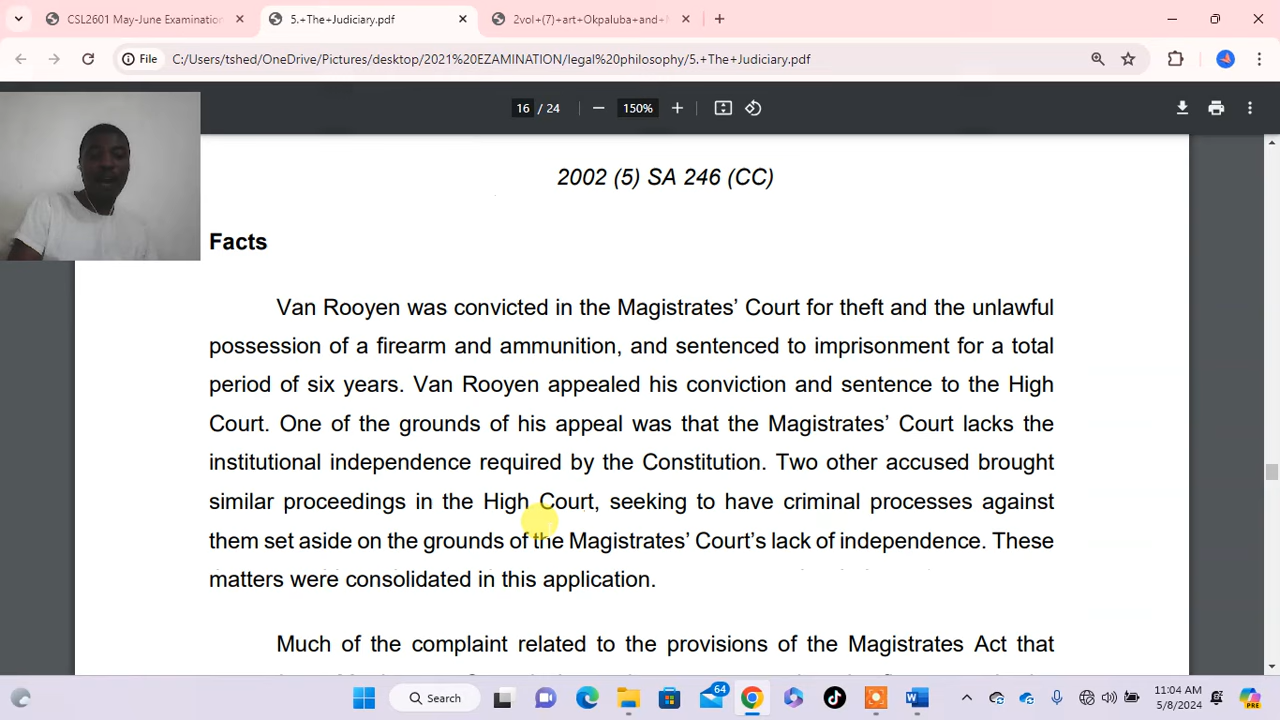 CSL2601 May-June Examination
5.+The+Judiciary.pdf
2vol+(7)+art+Okpaluba+and+
File
C:/Users/tshed/OneDrive/Pictures/desktop/2021%20EZAMINATION/legal%20philosophy/5.+The+Judiciary.pdf
16 / 24
150%
2002 (5) SA 246 (CC)
Facts
Van Rooyen was convicted in the Magistrates’ Court for theft and the unlawful
possession of a firearm and ammunition, and sentenced to imprisonment for a total
period of six years. Van Rooyen appealed his conviction and sentence to the High
Court. One of the grounds of his appeal was that the Magistrates’ Court lacks the
institutional independence required by the Constitution. Two other accused brought
similar proceedings in the High Court, seeking to have criminal processes against
them set aside on the grounds of the Magistrates’ Court’s lack of independence. These
matters were consolidated in this application.
Much of the complaint related to the provisions of the Magistrates Act that
Search
64
11:04 AM
5/8/2024
PRE